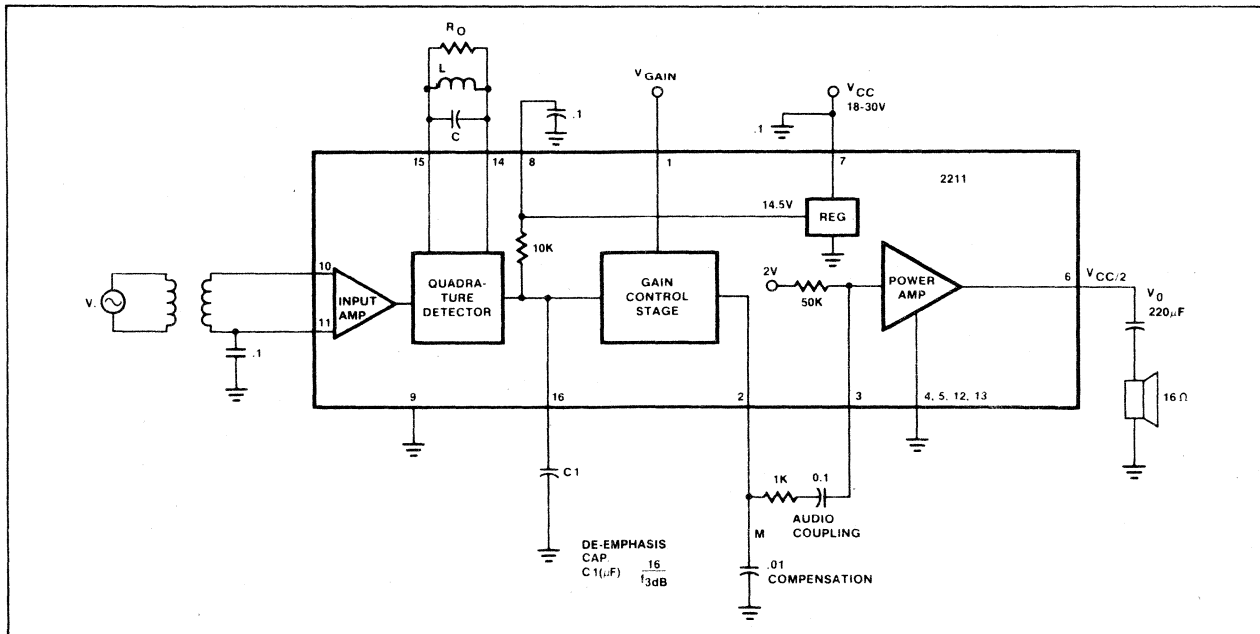 R O
L
C
.1
V GAIN
V CC
18-30V
.1
15
14
8
1
7
2211
14.5V
REG
10K
10
11
INPUT
AMP
QUADRA-
TURE
DETECTOR
GAIN
CONTROL
STAGE
2V
50K
POWER
AMP
6
V CC/2
V 0
220μF
16 Ω
V.
.1
9
16
2
3
4, 5, 12, 13
C 1
1K
0.1
AUDIO
COUPLING
M
.01
COMPENSATION
DE-EMPHASIS
CAP.
C 1(μF) 16
f3dB